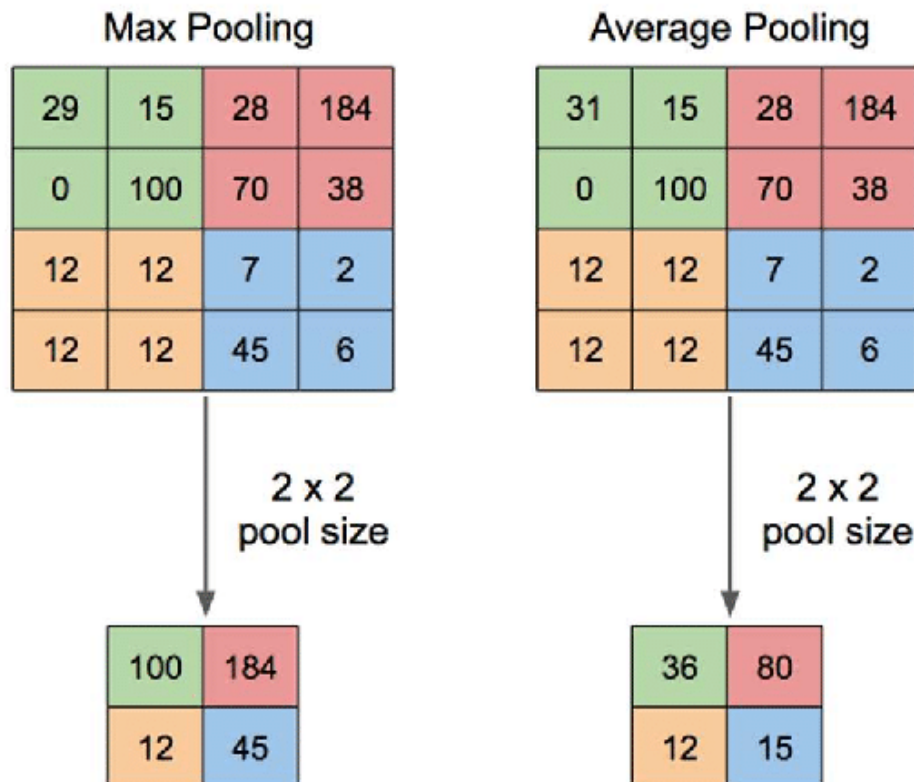 Max Pooling
29 15 28 184
0 100 70 38
12 12 7 2
12 12 45 6
2 x 2
pool size
100 184
12 45
Average Pooling
31 15 28 184
0 100 70 38
12 12 7 2
12 12 45 6
2 x 2
pool size
36 80
12 15